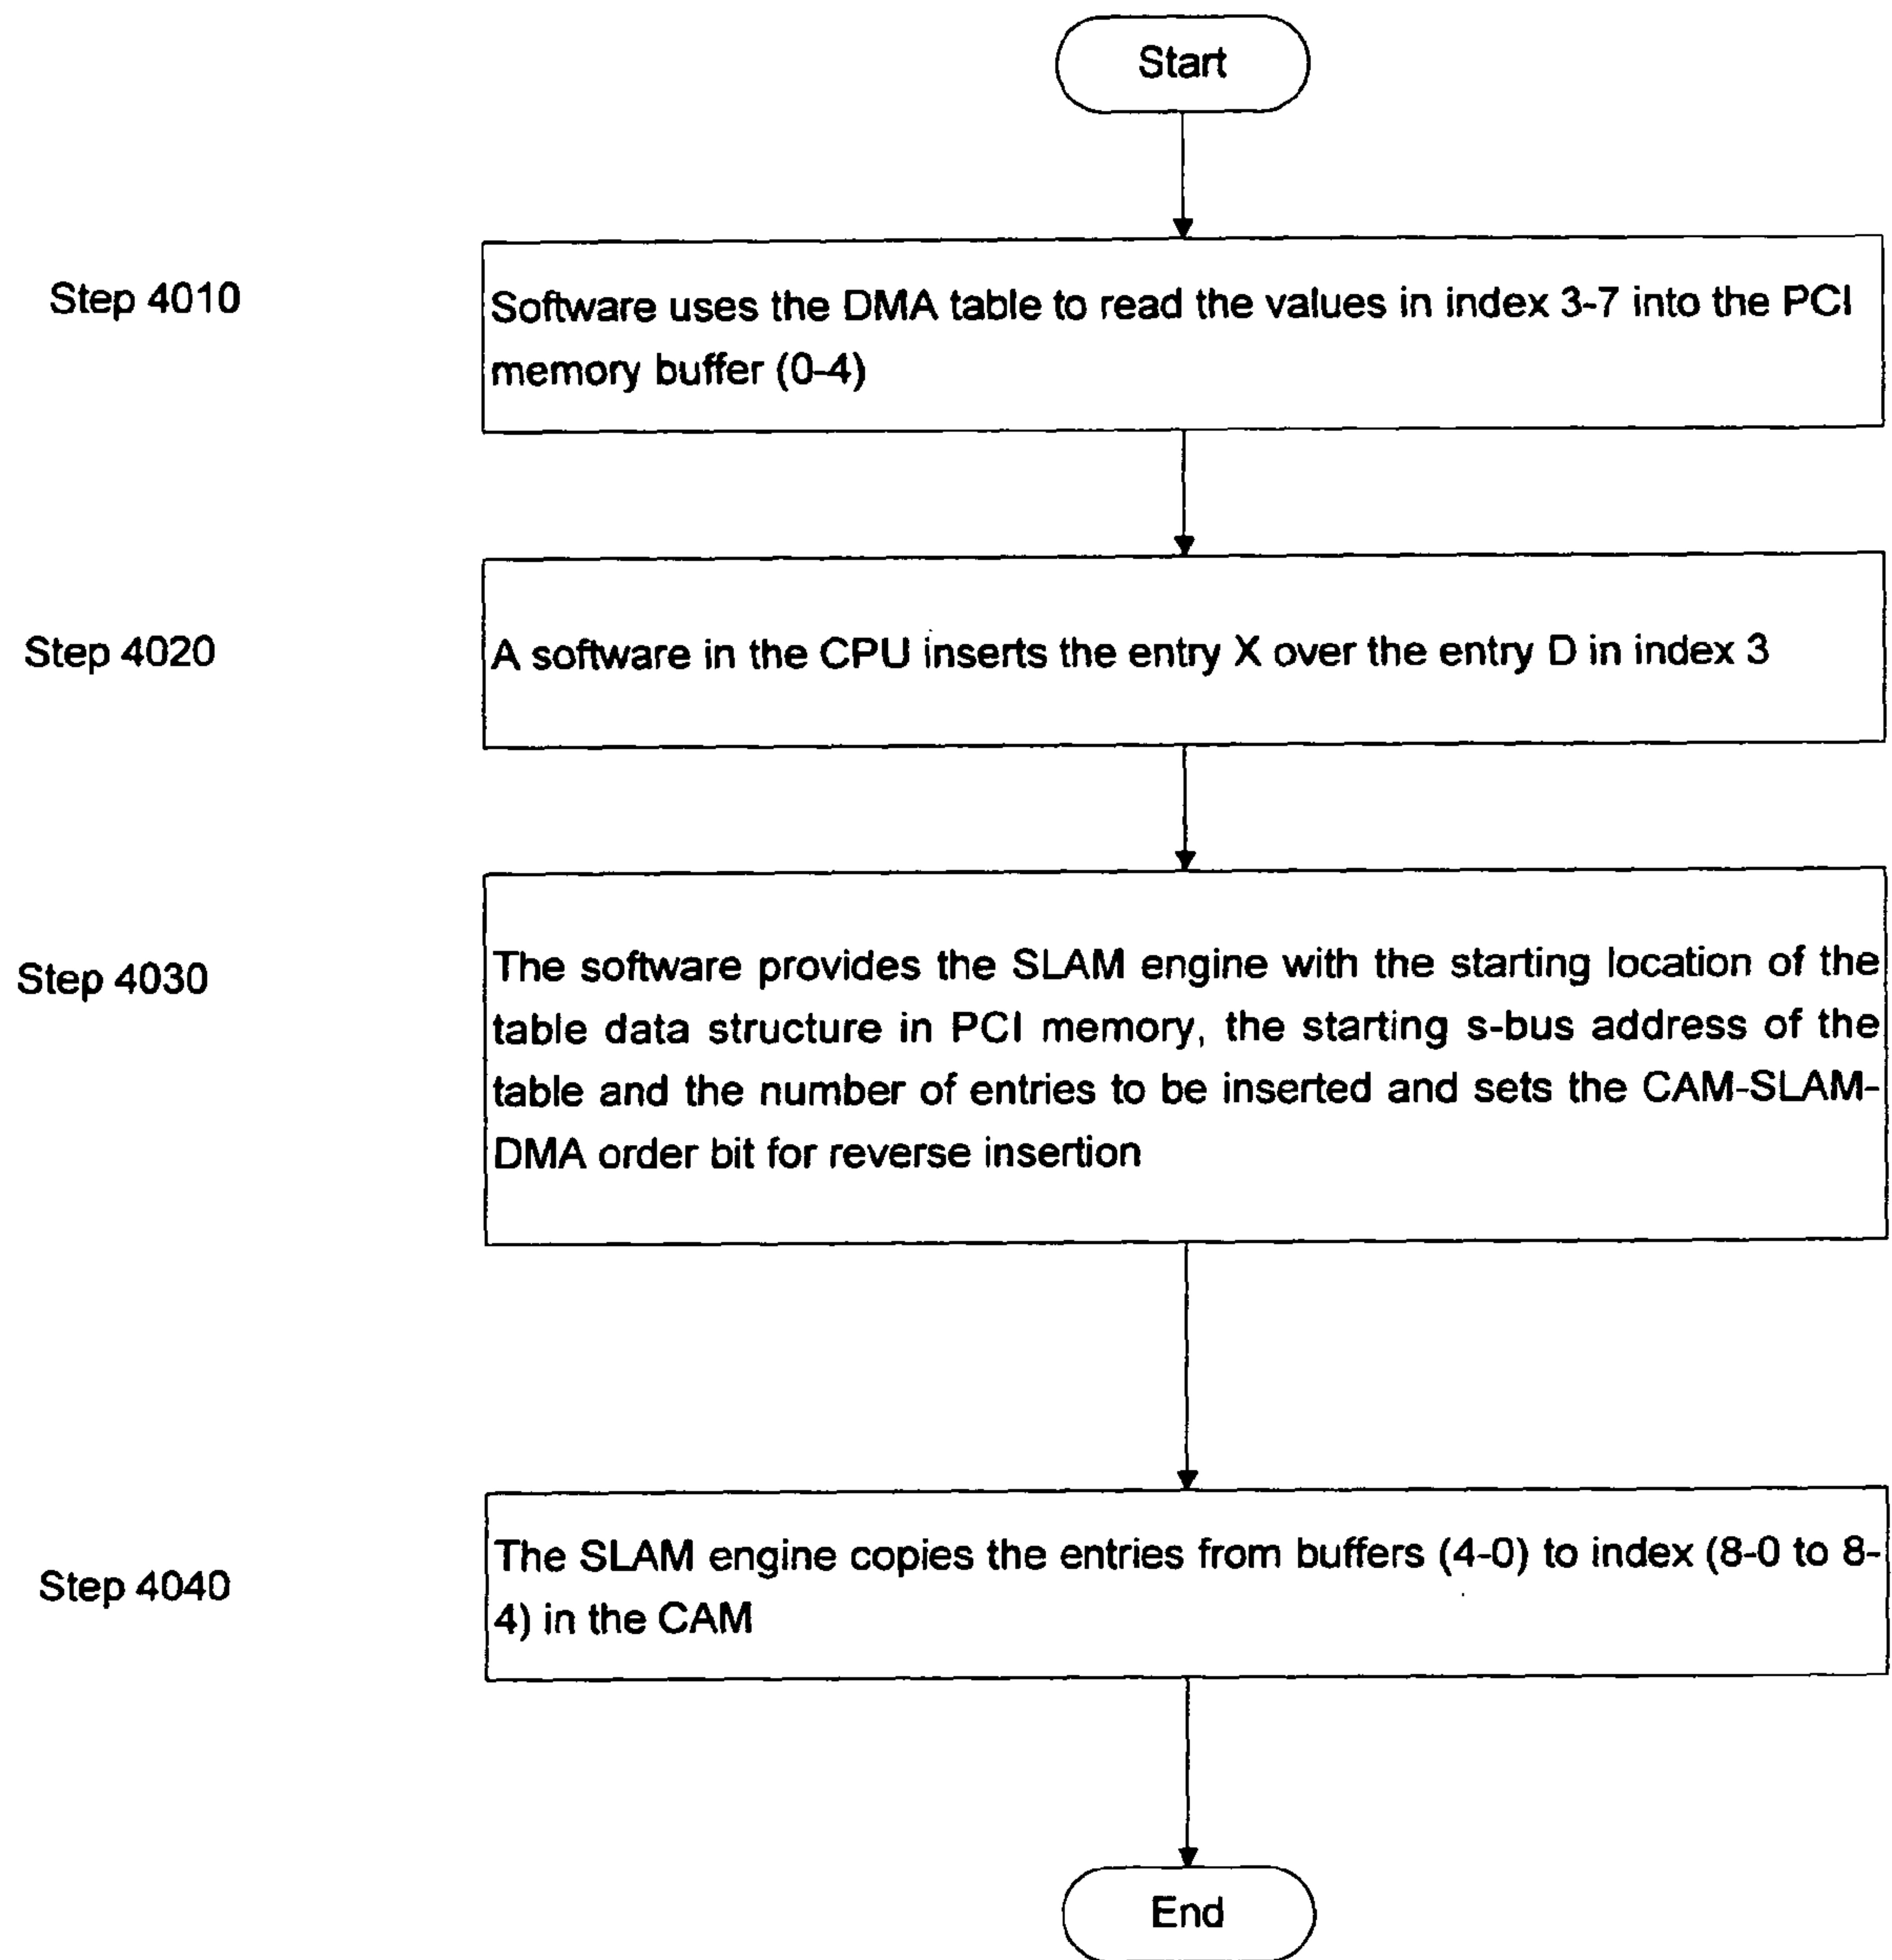 Start
Step 4010
Software uses the DMA table to read the values in index 3-7 into the PCI
memory buffer (0-4)
Step 4020
A software in the CPU inserts the entry X over the entry D in index 3
Step 4030
The software provides the SLAM engine with the starting location of the
table data structure in PCI memory, the starting s-bus address of the
table and the number of entries to be inserted and sets the CAM-SLAM-
DMA order bit for reverse insertion
Step 4040
The SLAM engine copies the entries from buffers (4-0) to index (8-0 to 8-
4) in the CAM
End